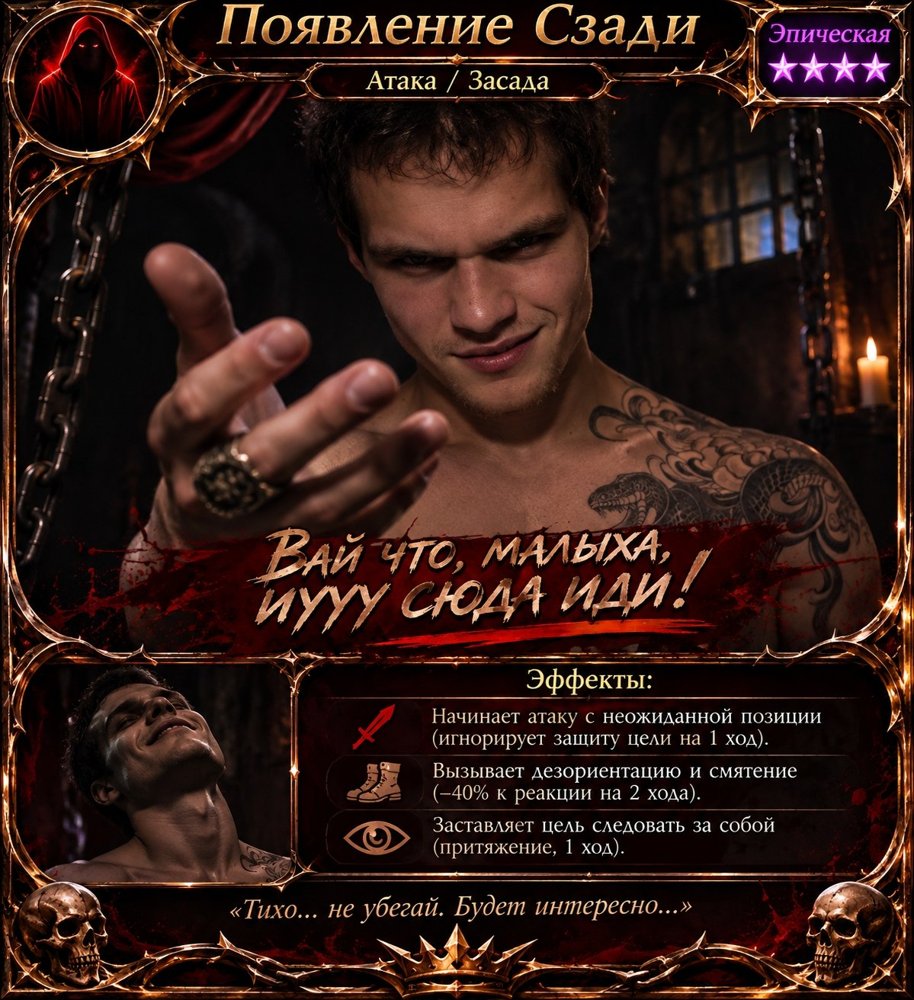 Появление Сзади
Эпическая
Атака / Засада
Вай что, малыха,
иууу сюда иди!
Эффекты:
Начинает атаку с неожиданной позиции
(игнорирует защиту цели на 1 ход).
Вызывает дезориентацию и смятение
(–40% к реакции на 2 хода).
Заставляет цель следовать за собой
(притяжение, 1 ход).
«Тихо... не убегай. Будет интересно...»